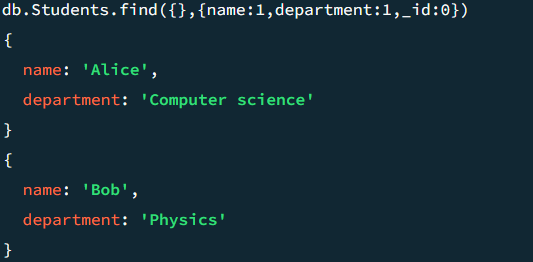 db.Students.find({},{name:1,department:1,_id:0})
{
  name: 'Alice',
  department: 'Computer science'
}
{
  name: 'Bob',
  department: 'Physics'
}